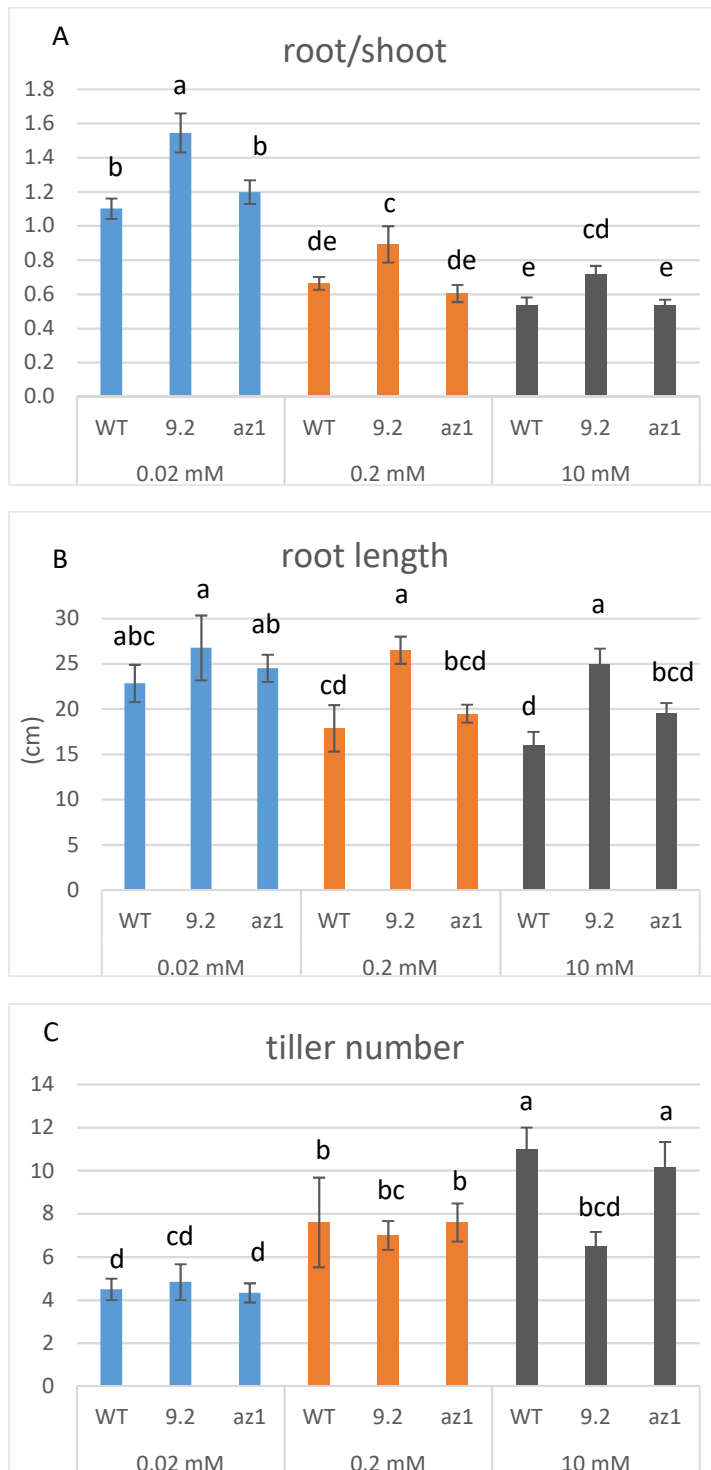 A
root/shoot
1.8
a
1.6
1.4
b
b
1.2
1.0
c
0.8
de
de
e
cd
e
0.6
0.4
0.2
0.0
WT 9.2 az1 WT 9.2 az1 WT 9.2 az1
0.02 mM 0.2 mM 10 mM
B
root length
30
abc
a
ab
a
a
25
cd
bcd
d
bcd
20
(cm)
15
10
5
0
WT 9.2 az1 WT 9.2 az1 WT 9.2 az1
0.02 mM 0.2 mM 10 mM
C
tiller number
14
a
a
12
b
b
10
bc
bcd
8
d
cd
d
6
4
2
0
WT 9.2 az1 WT 9.2 az1 WT 9.2 az1
0.02 mM 0.2 mM 10 mM